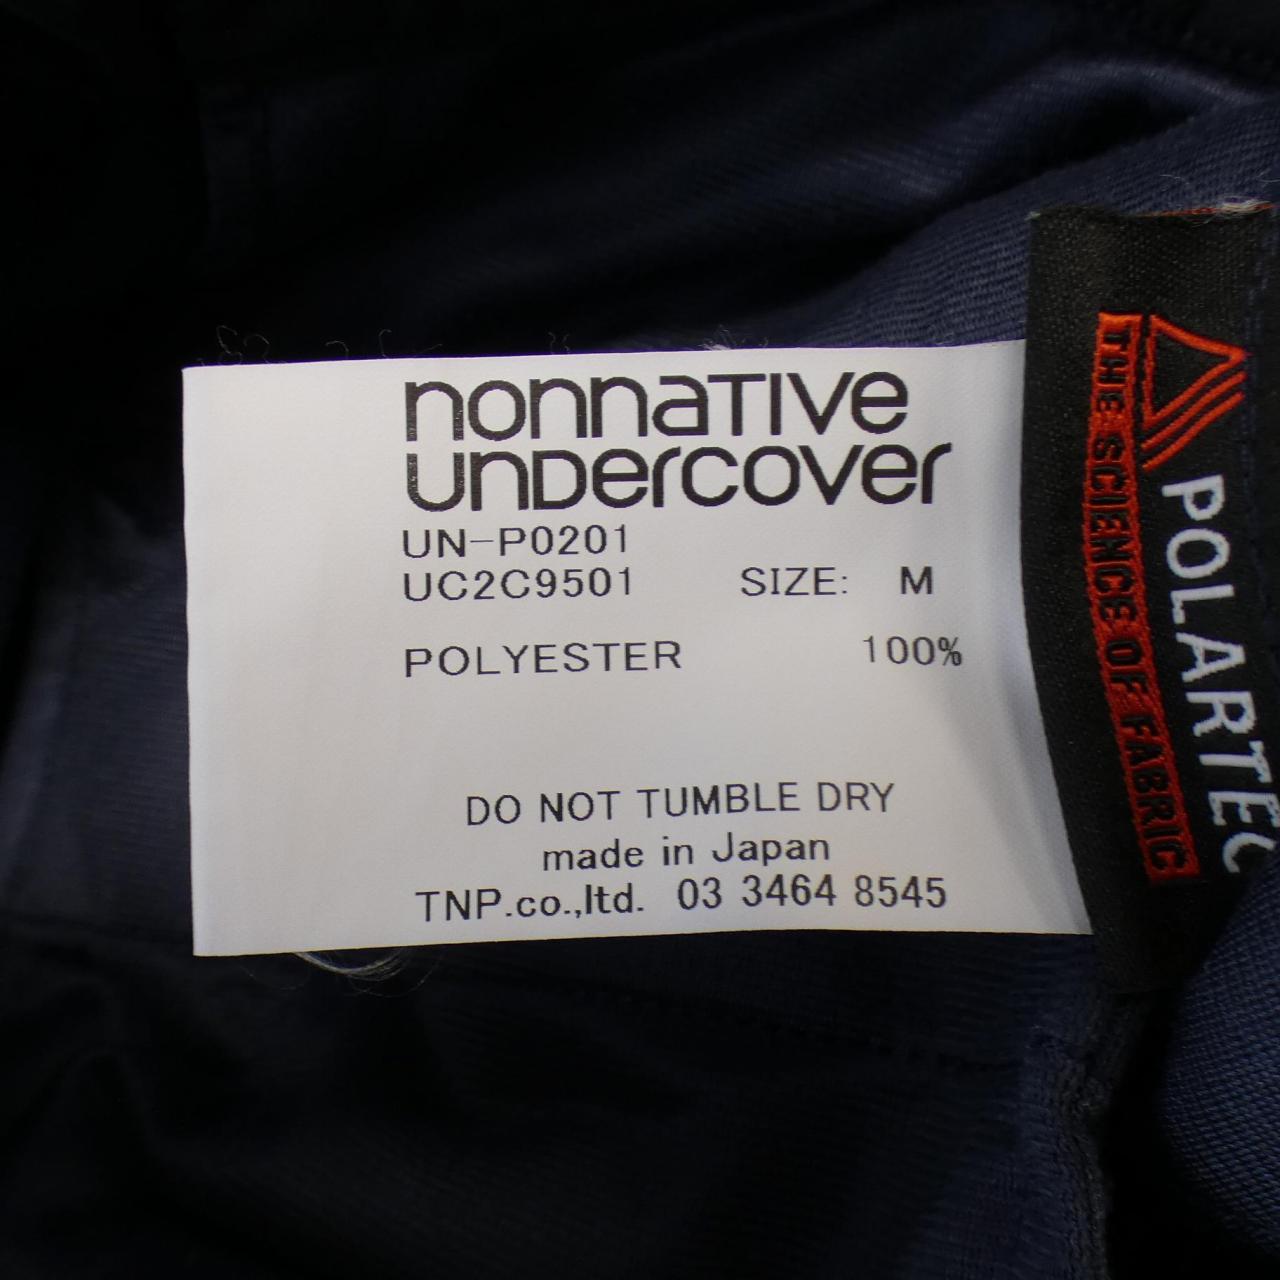 nonnative
undercover
UN-P0201
UC2C9501 SIZE: M
POLYESTER 100%
DO NOT TUMBLE DRY
made in Japan
TNP.co.,ltd. 03 3464 8545
POLARTEC
THE SCIENCE OF FABRIC